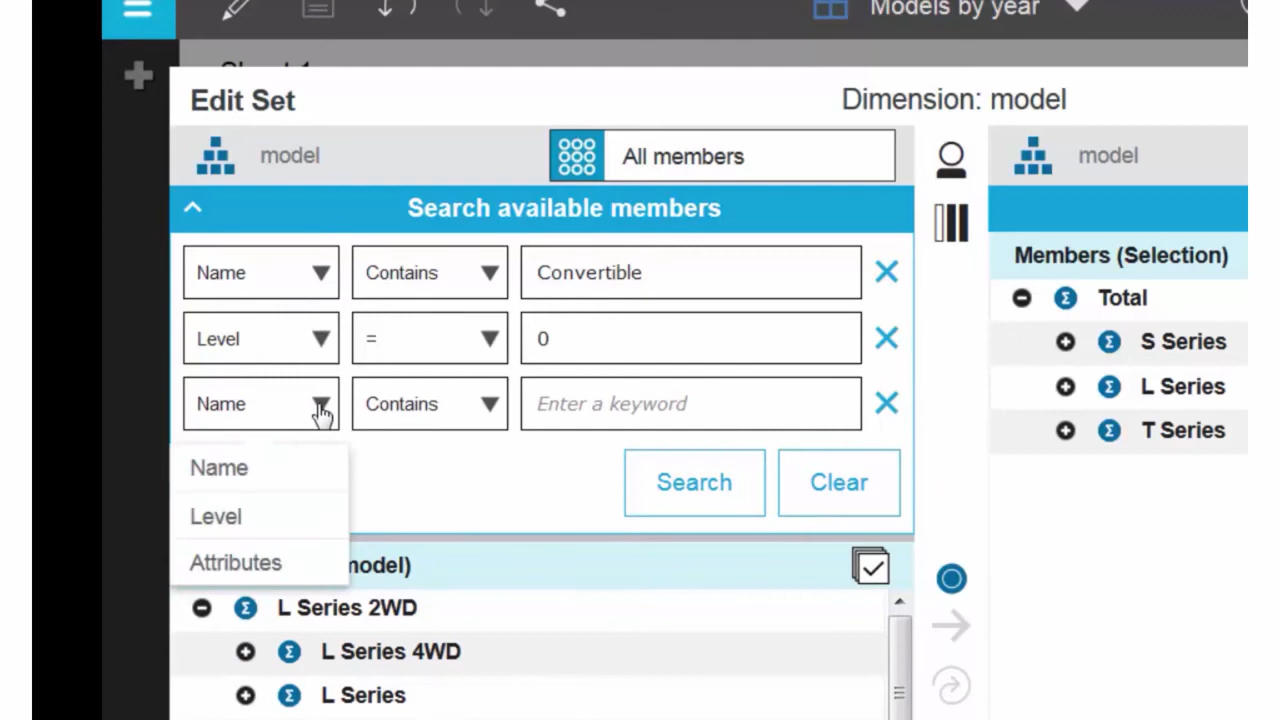 Models by year
Edit Set
Dimension: model
model
All members
model
Search available members
Name
Contains
Convertible
Level
=
0
Name
Contains
Enter a keyword
Name
Level
Attributes
Search
Clear
model)
L Series 2WD
L Series 4WD
L Series
Members (Selection)
Total
S Series
L Series
T Series